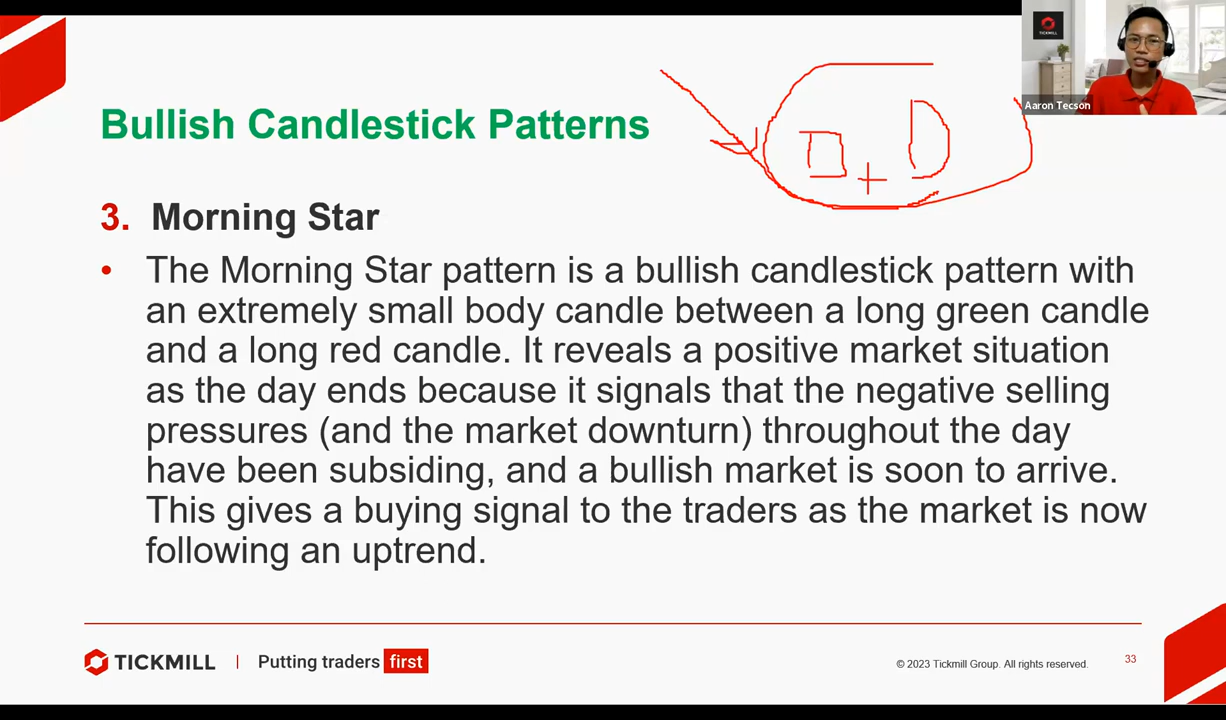 TICKMILL
Aaron Tecson
Bullish Candlestick Patterns
3. Morning Star
• The Morning Star pattern is a bullish candlestick pattern with
an extremely small body candle between a long green candle
and a long red candle. It reveals a positive market situation
as the day ends because it signals that the negative selling
pressures (and the market downturn) throughout the day
have been subsiding, and a bullish market is soon to arrive.
This gives a buying signal to the traders as the market is now
following an uptrend.
TICKMILL | Putting traders first
© 2023 Tickmill Group. All rights reserved. 33